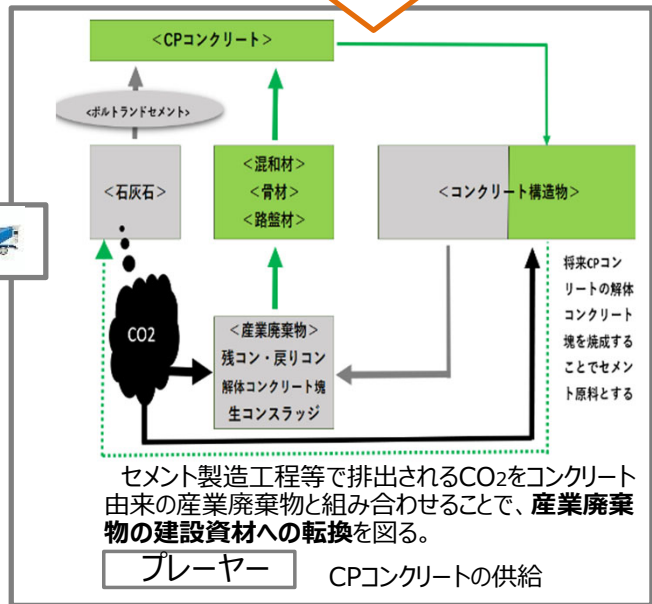 <CPコンクリート>
<ポルトランドセメント>
<石灰石>
<混和材>
<骨材>
<路盤材>
<コンクリート構造物>
CO2
<産業廃棄物>
残コン・戻りコン
解体コンクリート塊
生コンスラッジ
将来CPコン
リートの解体
コンクリート
塊を焼成する
ことでセメン
ト原料とする
セメント製造工程等で排出されるCO2をコンクリート
由来の産業廃棄物と組み合わせることで、産業廃棄
物の建設資材への転換を図る。
プレーヤー
CPコンクリートの供給